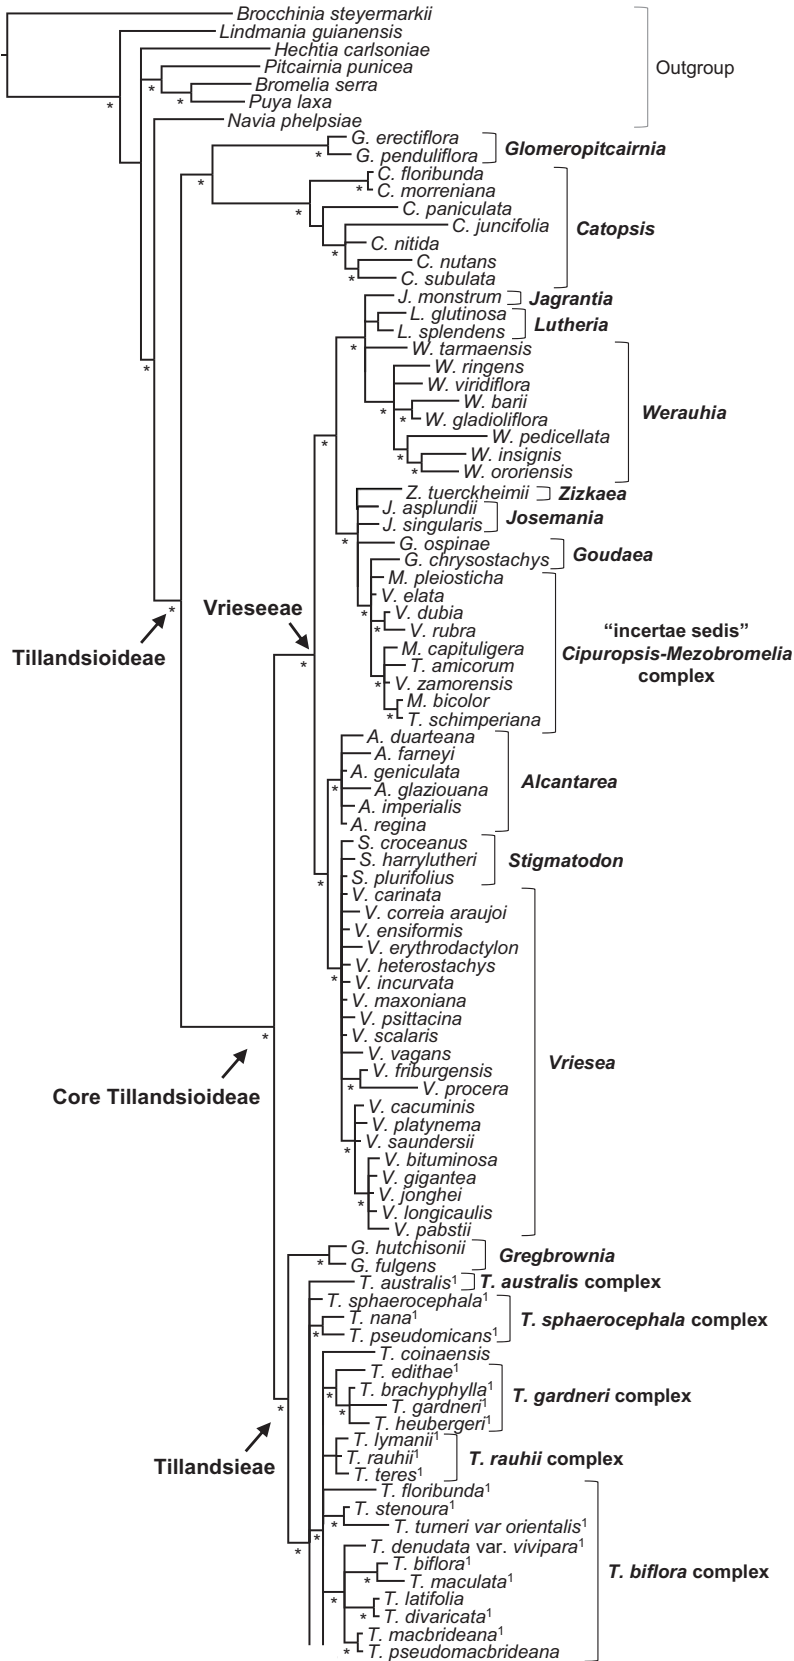 Brocchinia steyermarkii
Lindmania guianensis
Hechtia carlsoniae
Pitcairnia punicea
Bromelia serra
Puya laxa
Navia phelpsiae
Outgroup
G. erectiflora
G. penduliflora
Glomeropitcairnia
C. floribunda
C. morreniana
C. paniculata
C. juncifolia
C. nitida
C. nutans
C. subulata
Catopsis
J. monstrum
Jagrantia
L. glutinosa
L. splendens
Lutheria
W. tarmaensis
W. ringens
W. viridiflora
W. barii
W. gladioliflora
W. pedicellata
W. insignis
W. ororiensis
Werauhia
Z. tuerckheimii
Zizkaea
J. asplundii
J. singularis
Josemania
G. ospinae
G. chrysostachys
Goudaea
M. pleiosticha
V. elata
V. dubia
V. rubra
M. capituligera
T. amicorum
V. zamorensis
M. bicolor
T. schimperiana
“incertae sedis”
Cipuropsis-Mezobromelia
complex
Vrieseeae
Tillandsioideae
A. duarteana
A. farneyi
A. geniculata
A. glaziouana
A. imperialis
A. regina
Alcantarea
S. croceanus
S. harrylutheri
S. plurifolius
Stigmatodon
V. carinata
V. correia araujoi
V. ensiformis
V. erythrodactylon
V. heterostachys
V. incurvata
V. maxoniana
V. psittacina
V. scalaris
V. vagans
V. friburgensis
V. procera
V. cacuminis
V. platynema
V. saundersii
V. bituminosa
V. gigantea
V. jonghei
V. longicaulis
V. pabstii
Vriesea
Core Tillandsioideae
G. hutchisonii
G. fulgens
Gregbrownia
T. australis¹
T. australis complex
T. sphaerocephala¹
T. nana¹
T. pseudomicans¹
T. sphaerocephala complex
T. coinaensis
T. edithae¹
T. brachyphylla¹
T. gardneri¹
T. heubergeri¹
T. gardneri complex
T. lymanii¹
T. rauhii¹
T. teres¹
T. rauhii complex
Tillandsieae
T. floribunda¹
T. stenoura¹
T. turneri var orientalis¹
T. denudata var. vivipara¹
T. biflora¹
T. maculata¹
T. latifolia
T. divaricata¹
T. macbrideana¹
T. pseudomacbrideana
T. biflora complex